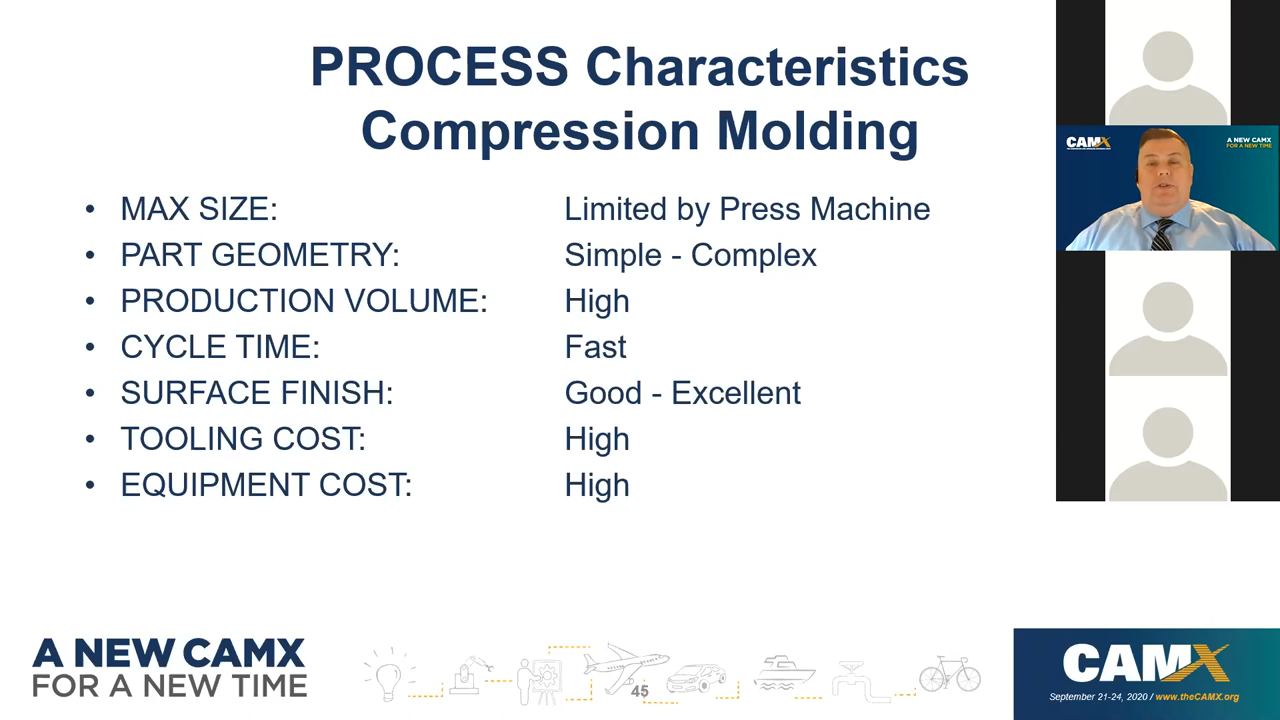 PROCESS Characteristics
Compression Molding
• MAX SIZE: Limited by Press Machine
• PART GEOMETRY: Simple - Complex
• PRODUCTION VOLUME: High
• CYCLE TIME: Fast
• SURFACE FINISH: Good - Excellent
• TOOLING COST: High
• EQUIPMENT COST: High
CAMX
A NEW CAMX
FOR A NEW TIME
A NEW CAMX
FOR A NEW TIME
45
CAMX
September 21-24, 2020 / www.theCAMX.org